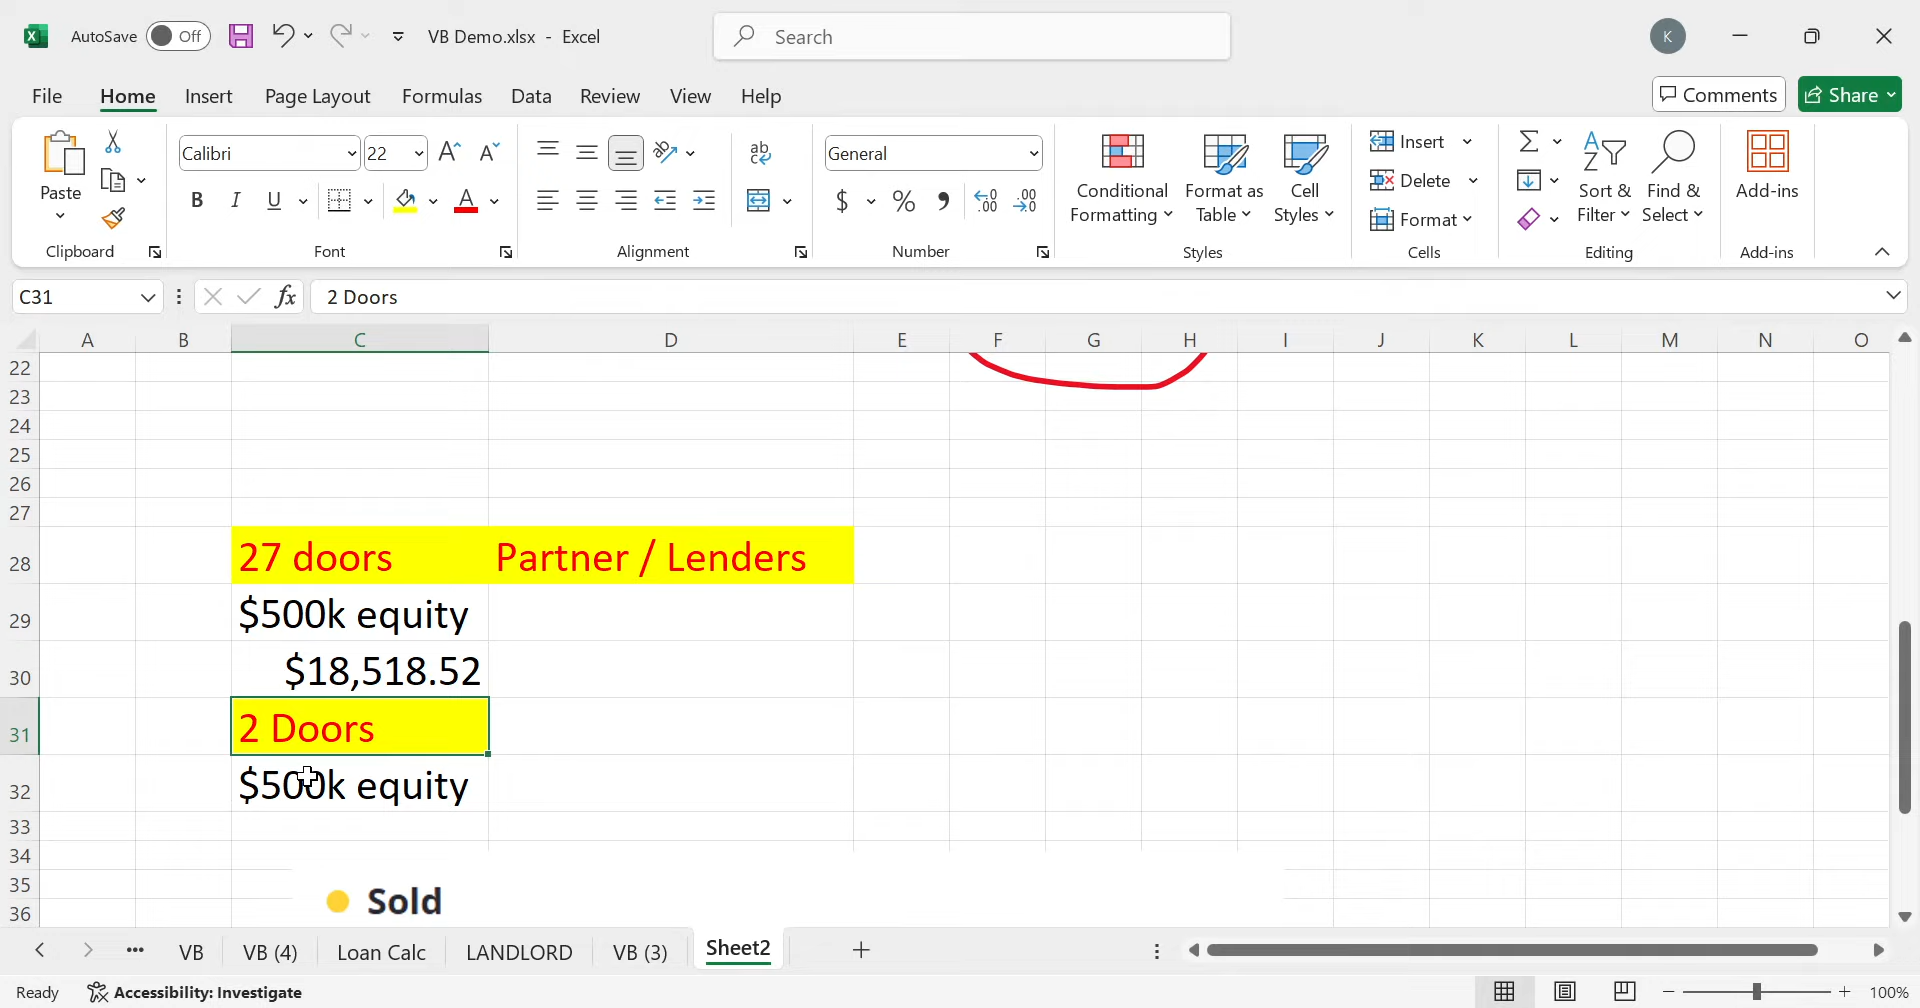 AutoSave Off VB Demo.xlsx - Excel Search K
File Home Insert Page Layout Formulas Data Review View Help Comments Share
Paste Calibri 22 General Conditional Formatting Format as Table Cell Styles Insert Delete Format Sort & Filter Find & Select Add-ins
Clipboard Font Alignment Number Styles Cells Editing Add-ins
C31 fx 2 Doors
A B C D E F G H I J K L M N O
22
23
24
25
26
27
28 27 doors Partner / Lenders
29 $500k equity
30 $18,518.52
31 2 Doors
32 $500k equity
33
34
35
36 Sold
VB VB (4) Loan Calc LANDLORD VB (3) Sheet2
Ready Accessibility: Investigate 100%